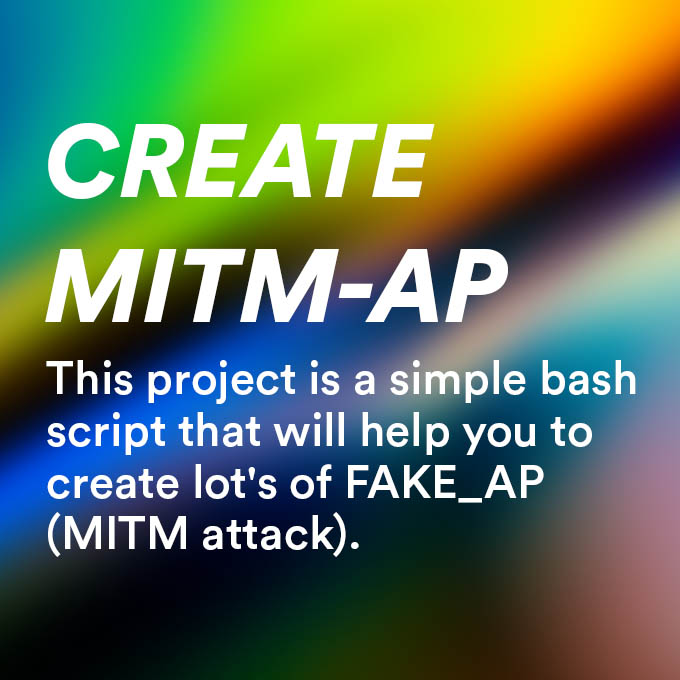 CREATE
MITM-AP
This project is a simple bash
script that will help you to
create lot's of FAKE_AP
(MITM attack).